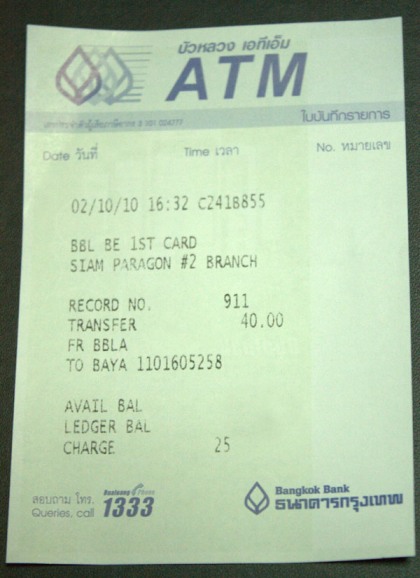 บัวหลวง เอทีเอ็ม
ATM
ใบบันทึกรายการ
Date วันที่ Time เวลา No. หมายเลข
02/10/10 16:32 C241B855
BBL BE 1ST CARD
SIAM PARAGON #2 BRANCH
RECORD NO. 911
TRANSFER 40.00
FR BBLA
TO BAYA 1101605258
AVAIL BAL
LEDGER BAL
CHARGE 25
สอบถาม โทร.
Queries, call
Bualuang Phone
1333
Bangkok Bank
ธนาคารกรุงเทพ